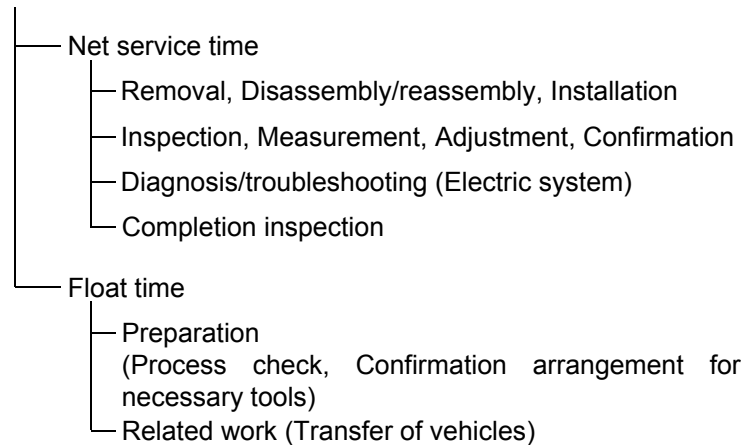 Net service time
Removal, Disassembly/reassembly, Installation
Inspection, Measurement, Adjustment, Confirmation
Diagnosis/troubleshooting (Electric system)
Completion inspection
Float time
Preparation
(Process check, Confirmation arrangement for
necessary tools)
Related work (Transfer of vehicles)